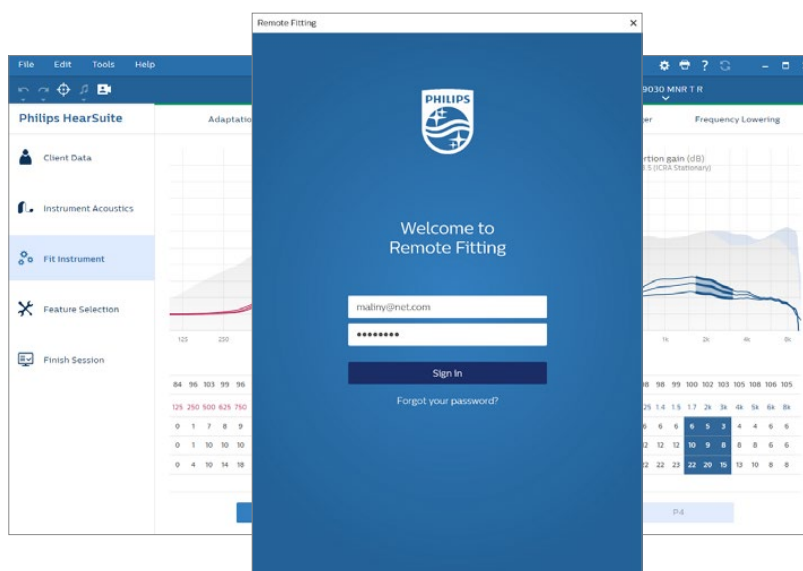 Remote Fitting
File Edit Tools Help
9030 MNR T R
Philips HearSuite
Adaptatio
er
Frequency Lowering
PHILIPS
Client Data
rtion gain (dB)
(ICRA Stationary)
Instrument Acoustics
Welcome to
Remote Fitting
Fit Instrument
maliny@net.com
Feature Selection
Sign In
Forgot your password?
Finish Session
125 250
1k 2k 4k 8k
84 96 103 99 96
98 99 100 102 103 105 108 106 105
125 250 500 625 750
1.4 1.5 1.7 2k 3k 4k 5k 6k 8k
0 1 7 8 9
6 6 6 6 5 3 4 4 6 6
0 1 10 10 10
12 12 12 10 9 8 8 8 6 6
0 4 10 14 18
22 22 23 22 20 15 13 10 8 8
P4